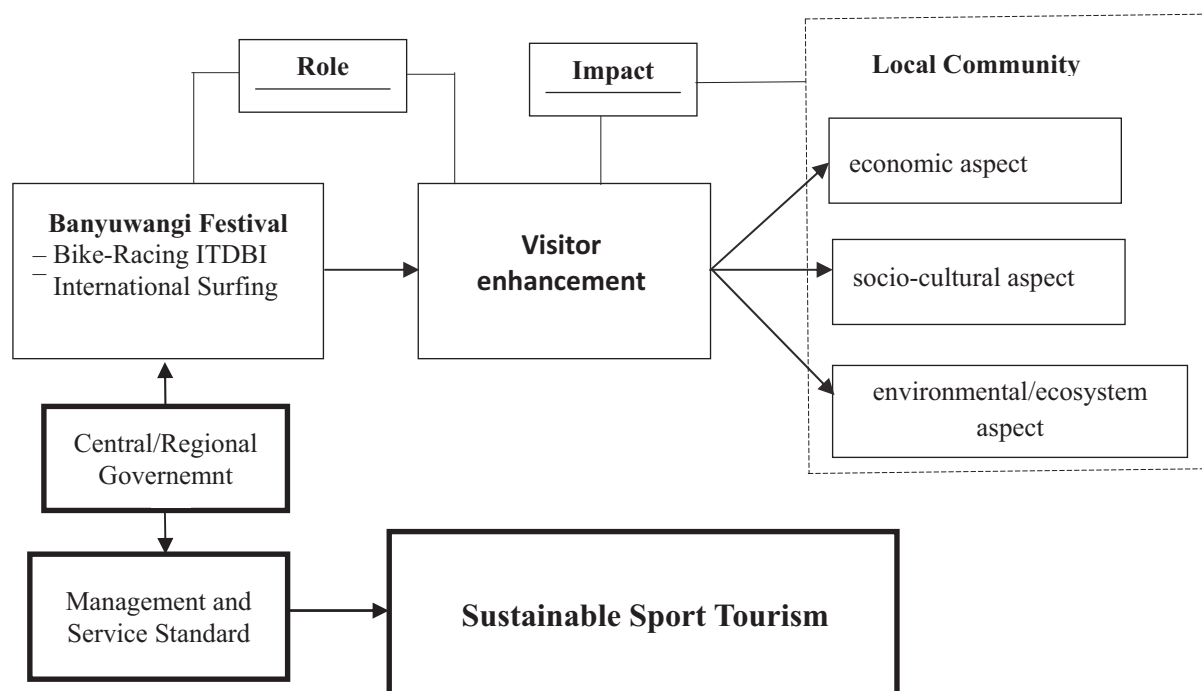 Role
Impact
Local Community
Banyuwangi Festival
– Bike-Racing ITDBI
– International Surfing
Visitor
enhancement
economic aspect
socio-cultural aspect
environmental/ecosystem
aspect
Central/Regional
Governemnt
Management and
Service Standard
Sustainable Sport Tourism